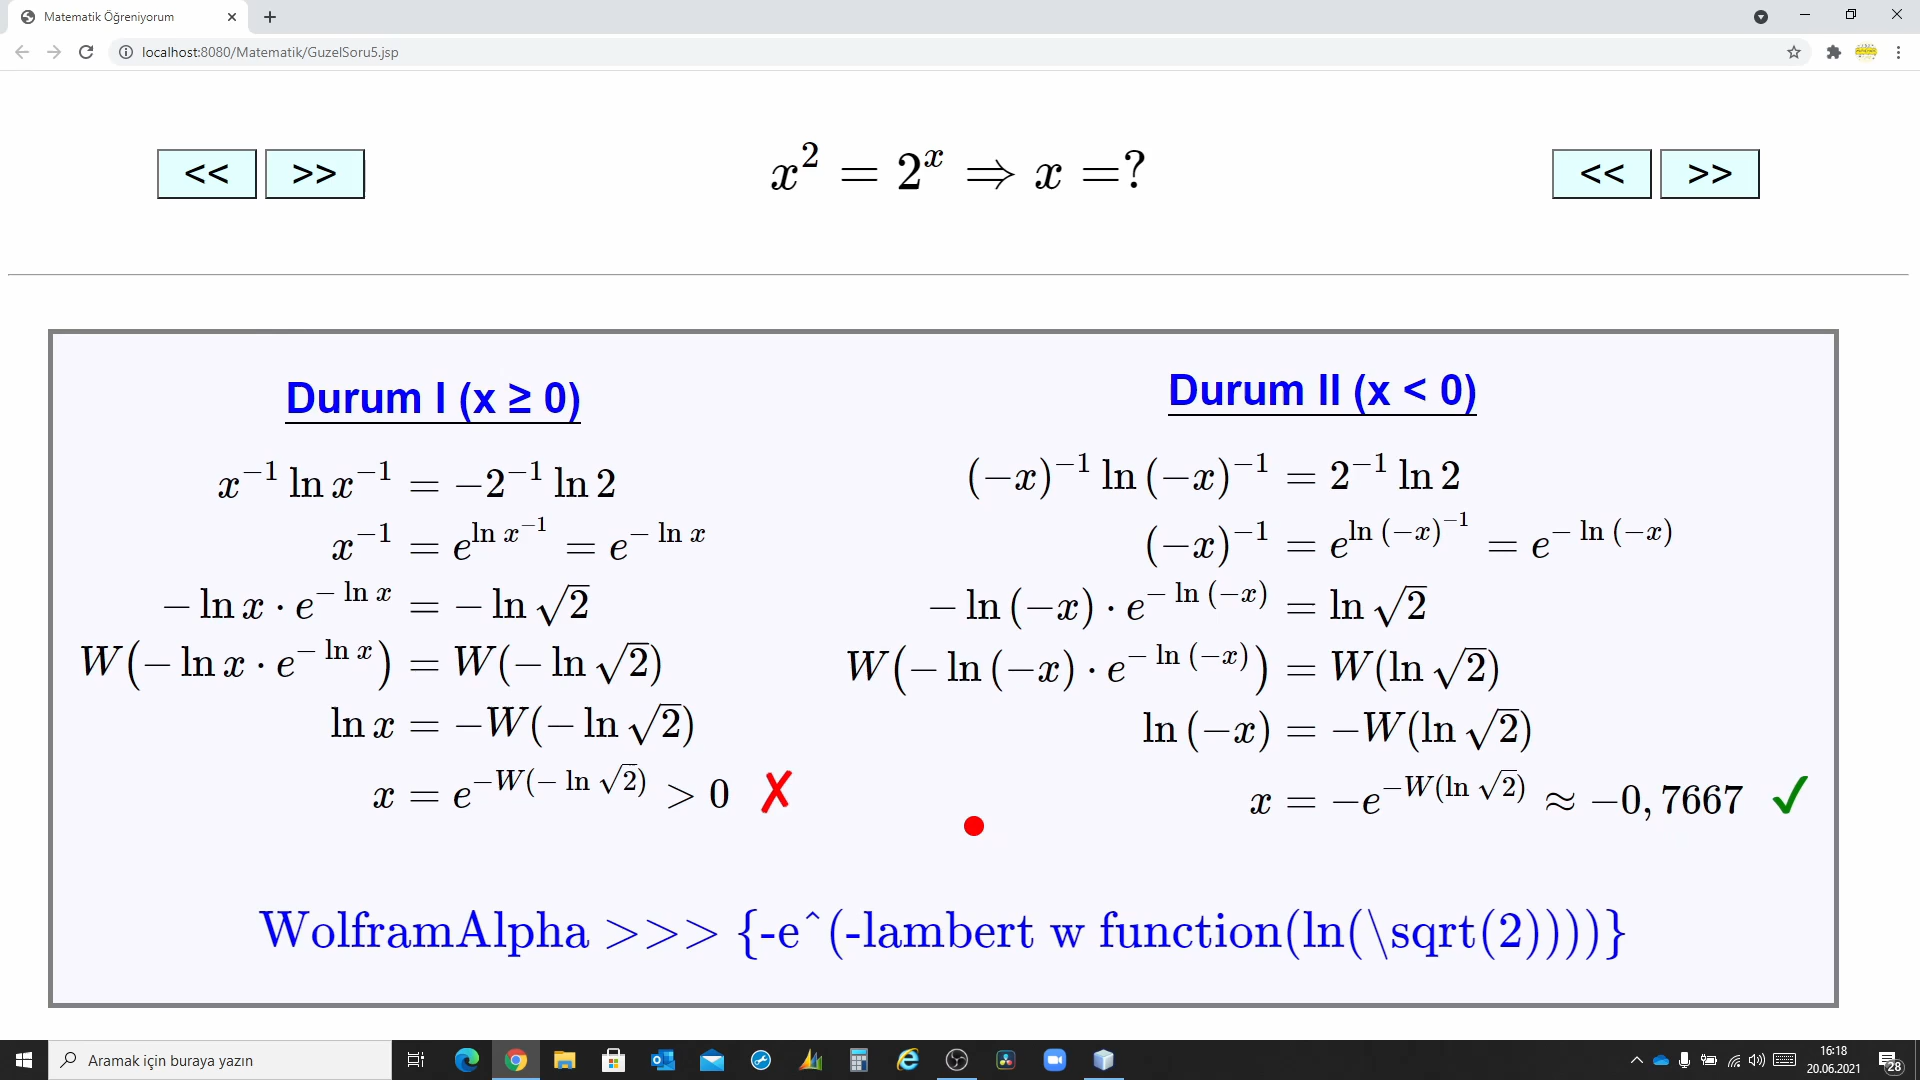 Matematik Öğreniyorum
localhost:8080/Matematik/GuzelSoru5.jsp
<< >> x^2 = 2^x ⇒ x =? << >>
Durum I (x ≥ 0)
x^{-1} ln x^{-1} = -2^{-1} ln 2
x^{-1} = e^{ln x^{-1}} = e^{- ln x}
- ln x · e^{- ln x} = - ln √2
W(- ln x · e^{- ln x}) = W(- ln √2)
ln x = -W(- ln √2)
x = e^{-W(- ln √2)} > 0 ✗
Durum II (x < 0)
(-x)^{-1} ln (-x)^{-1} = 2^{-1} ln 2
(-x)^{-1} = e^{ln (-x)^{-1}} = e^{- ln (-x)}
- ln (-x) · e^{- ln (-x)} = ln √2
W(- ln (-x) · e^{- ln (-x)}) = W(ln √2)
ln (-x) = -W(ln √2)
x = -e^{-W(ln √2)} ≈ -0, 7667 ✓
WolframAlpha >>> {-e^(-lambert w function(ln(\sqrt(2))))}
Aramak için buraya yazın
16:18
20.06.2021
28